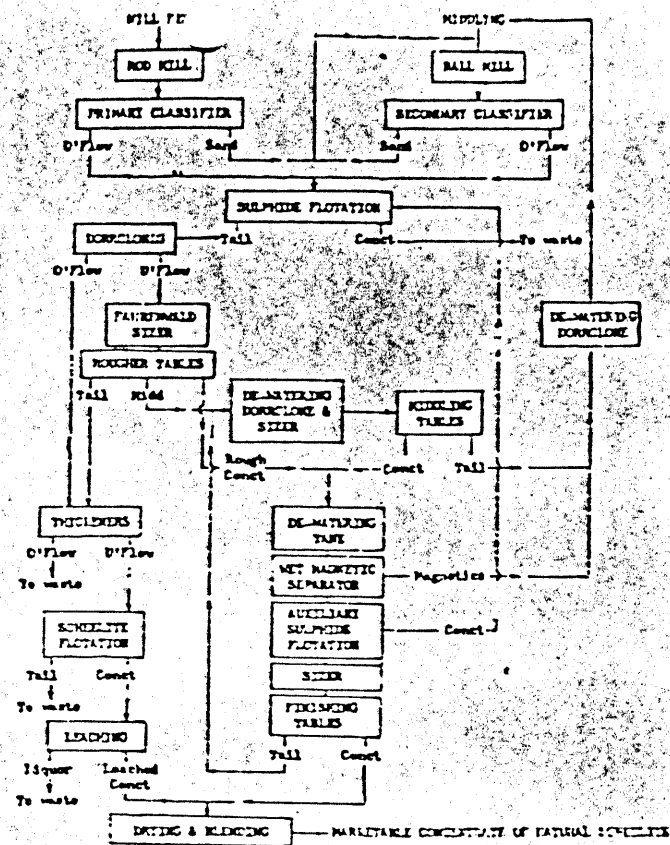 MILL FE
MIDDLING
ROD MILL
BALL MILL
PRIMARY CLASSIFIER
SECONDARY CLASSIFIER
O'Flow
Sand
Sand
O'Flow
SULPHIDE FLOTATION
DORRCLONES
Tail
Conct
To waste
O'Flow
U'Flow
FAHRENWALD
SIZER
DE-WATERING
DORRCLONE
ROUGHER TABLES
Tail
Midd
DE-WATERING
DORRCLONE &
SIZER
MIDDLING
TABLES
Rough
Conct
Conct
Tail
THICKENERS
DE-WATERING
TANK
O'Flow
U'Flow
To waste
WET MAGNETIC
SEPARATOR
Magnetics
SCHEELITE
FLOTATION
AUXILIARY
SULPHIDE
FLOTATION
Conct
Tail
Conct
SIZER
To waste
FINISHING
TABLES
LEACHING
Tail
Conct
Liquor
Leached
Conct
To waste
DRYING & BLENDING
MARKETABLE CONCENTRATE OF NATURAL SCHEELITE